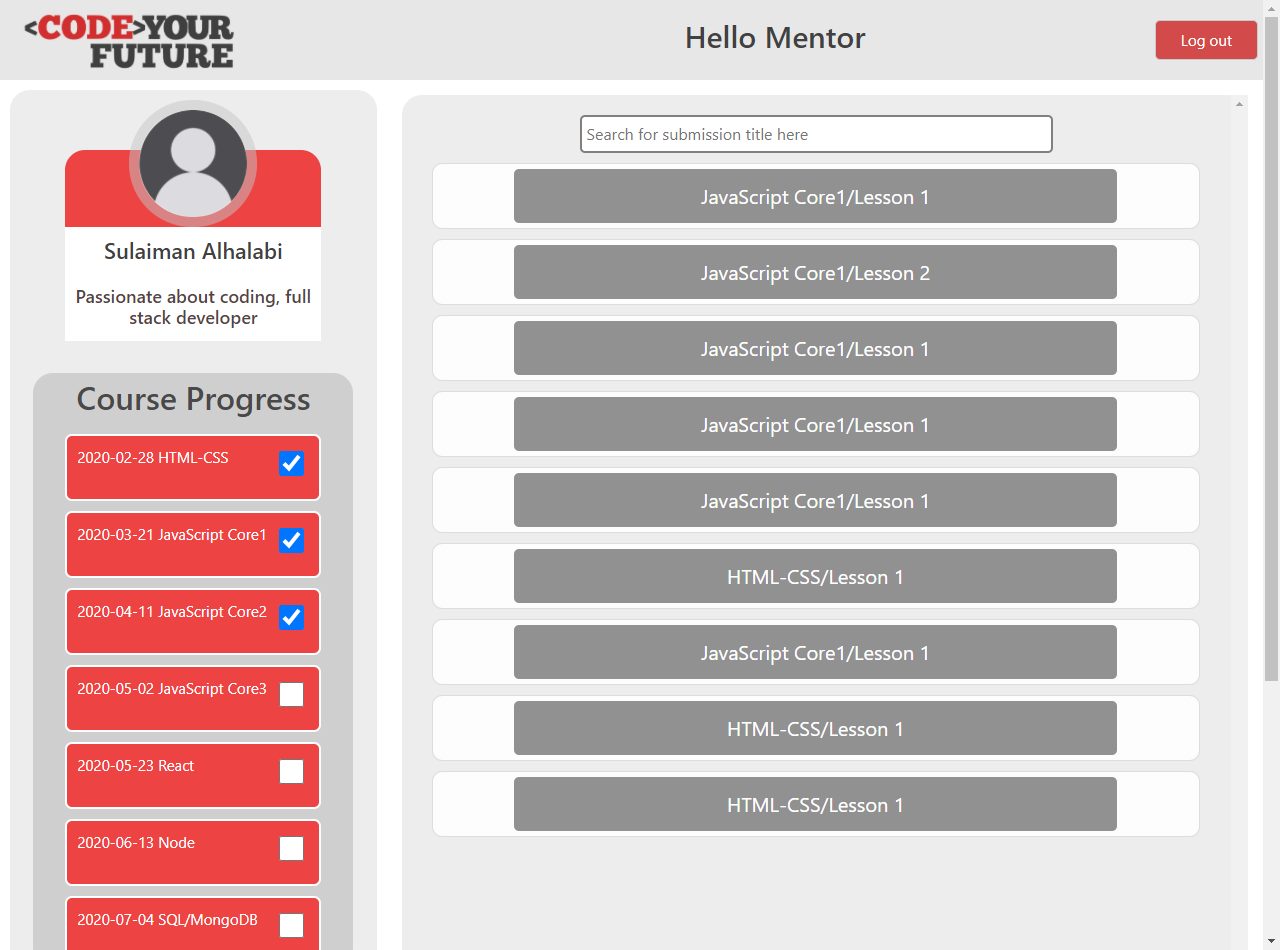 <CODE>YOUR
FUTURE
Hello Mentor
Log out
Sulaiman Alhalabi
Passionate about coding, full
stack developer
Course Progress
2020-02-28 HTML-CSS
2020-03-21 JavaScript Core1
2020-04-11 JavaScript Core2
2020-05-02 JavaScript Core3
2020-05-23 React
2020-06-13 Node
2020-07-04 SQL/MongoDB
Search for submission title here
JavaScript Core1/Lesson 1
JavaScript Core1/Lesson 2
JavaScript Core1/Lesson 1
JavaScript Core1/Lesson 1
JavaScript Core1/Lesson 1
HTML-CSS/Lesson 1
JavaScript Core1/Lesson 1
HTML-CSS/Lesson 1
HTML-CSS/Lesson 1